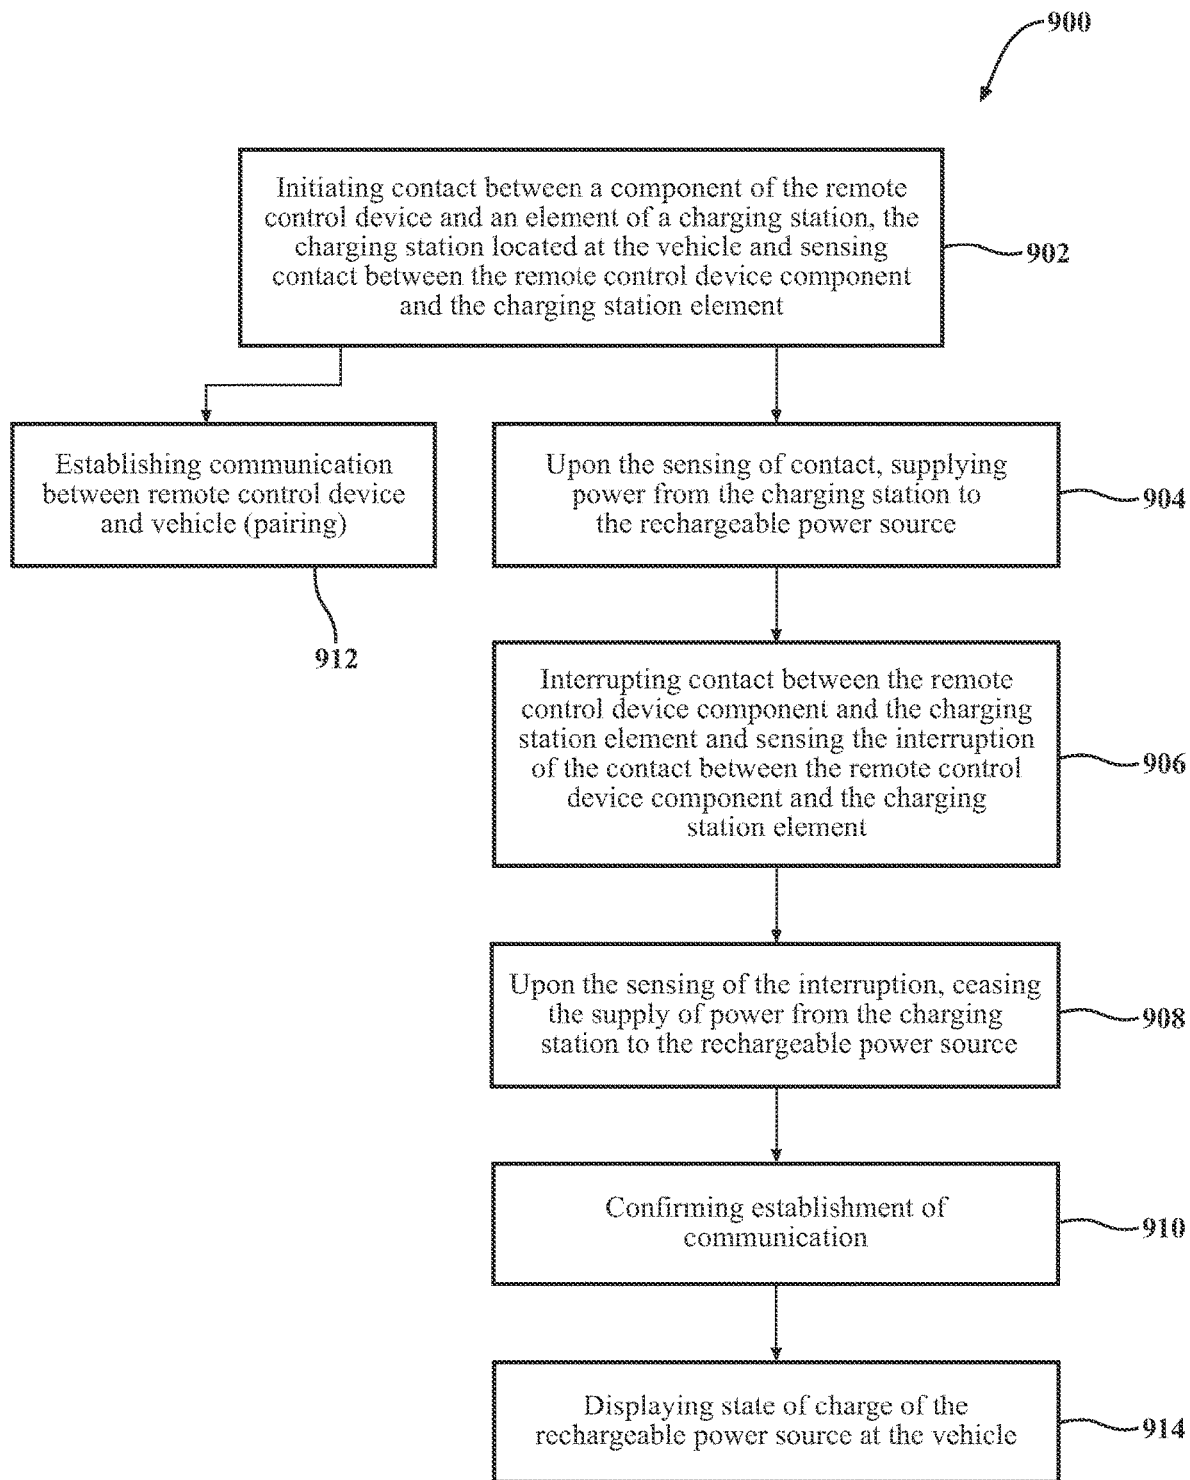 900
Initiating contact between a component of the remote
control device and an element of a charging station, the
charging station located at the vehicle and sensing
contact between the remote control device component
and the charging station element
902
Establishing communication
between remote control device
and vehicle (pairing)
912
Upon the sensing of contact, supplying
power from the charging station to
the rechargeable power source
904
Interrupting contact between the remote
control device component and the charging
station element and sensing the interruption
of the contact between the remote control
device component and the charging
station element
906
Upon the sensing of the interruption, ceasing
the supply of power from the charging
station to the rechargeable power source
908
Confirming establishment of
communication
910
Displaying state of charge of the
rechargeable power source at the vehicle
914